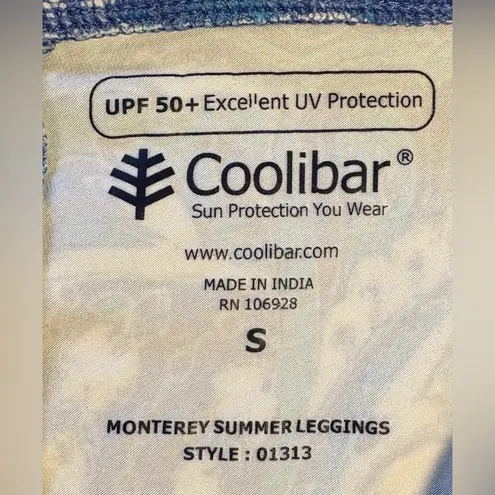 UPF 50+ Excellent UV Protection
Coolibar®
Sun Protection You Wear
www.coolibar.com
MADE IN INDIA
RN 106928
S
MONTEREY SUMMER LEGGINGS
STYLE : 01313